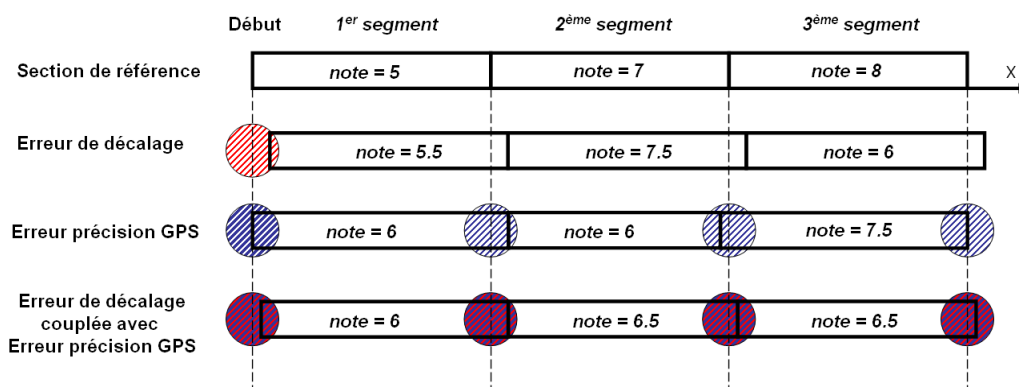 Début 1er segment 2ème segment 3ème segment
Section de référence note = 5 note = 7 note = 8 X
Erreur de décalage note = 5.5 note = 7.5 note = 6
Erreur précision GPS note = 6 note = 6 note = 7.5
Erreur de décalage
couplée avec
Erreur précision GPS
note = 6 note = 6.5 note = 6.5